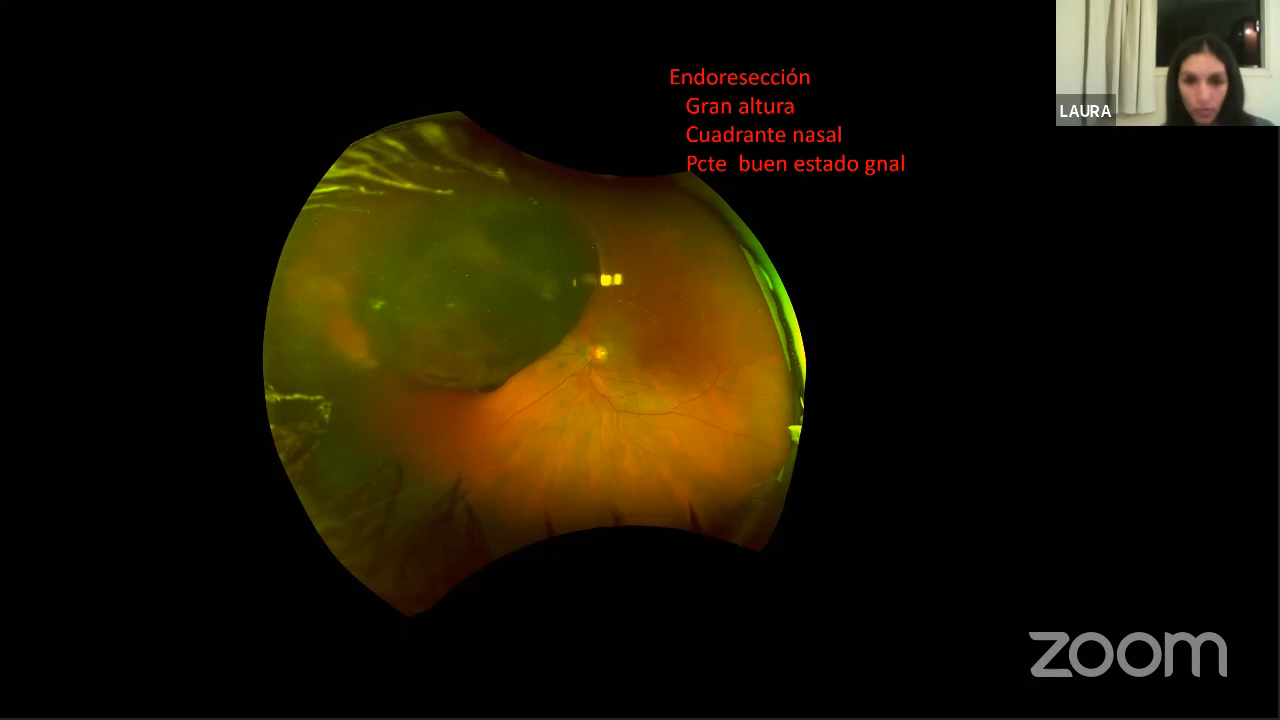 Endoresección
Gran altura
Cuadrante nasal
Pcte buen estado gnal
LAURA
zoom